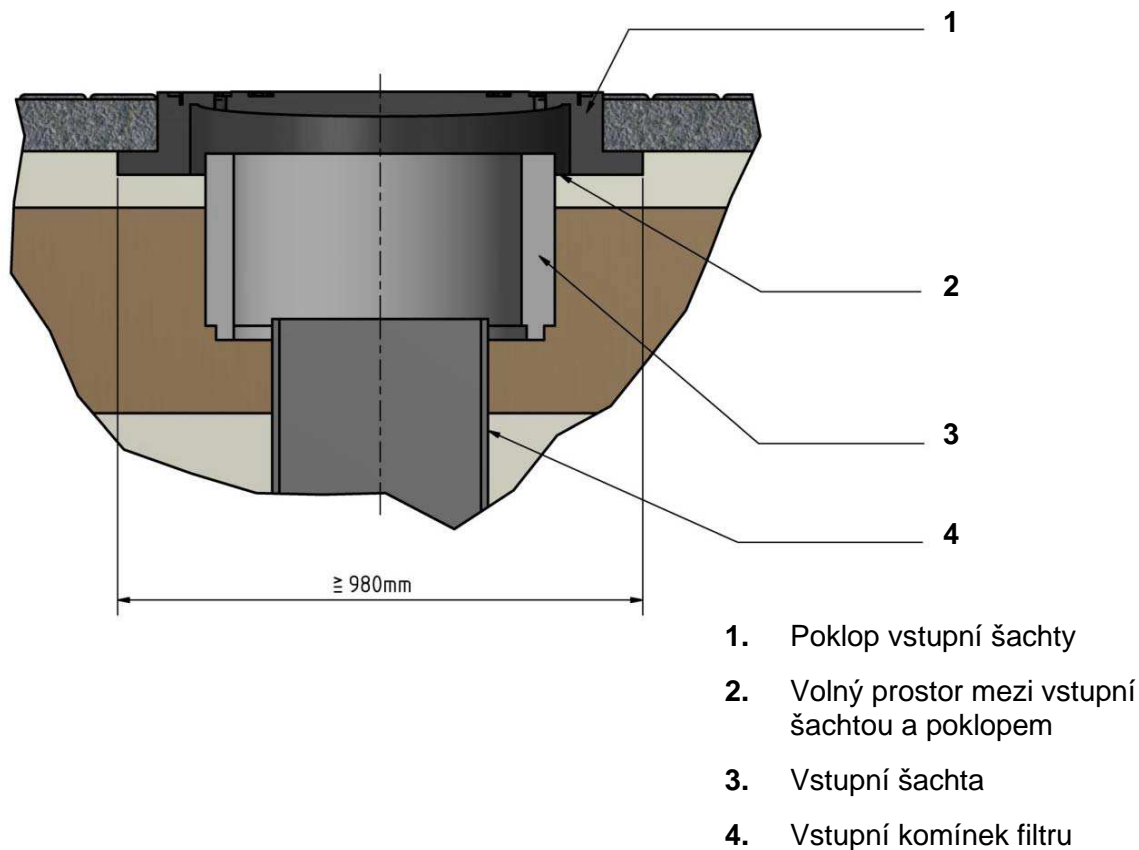 1
2
3
4
≧ 980mm
1. Poklop vstupní šachty
2. Volný prostor mezi vstupní
šachtou a poklopem
3. Vstupní šachta
4. Vstupní komínek filtru